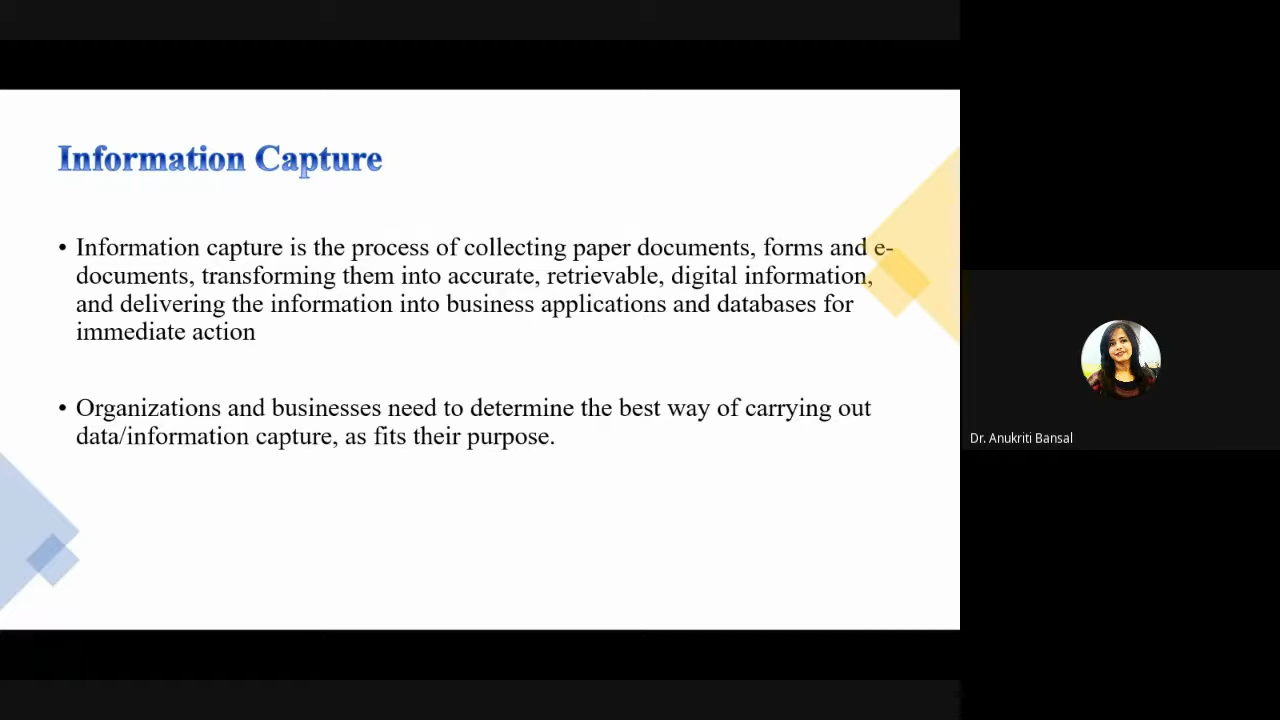 Information Capture
• Information capture is the process of collecting paper documents, forms and e-
documents, transforming them into accurate, retrievable, digital information,
and delivering the information into business applications and databases for
immediate action
• Organizations and businesses need to determine the best way of carrying out
data/information capture, as fits their purpose.
Dr. Anukriti Bansal